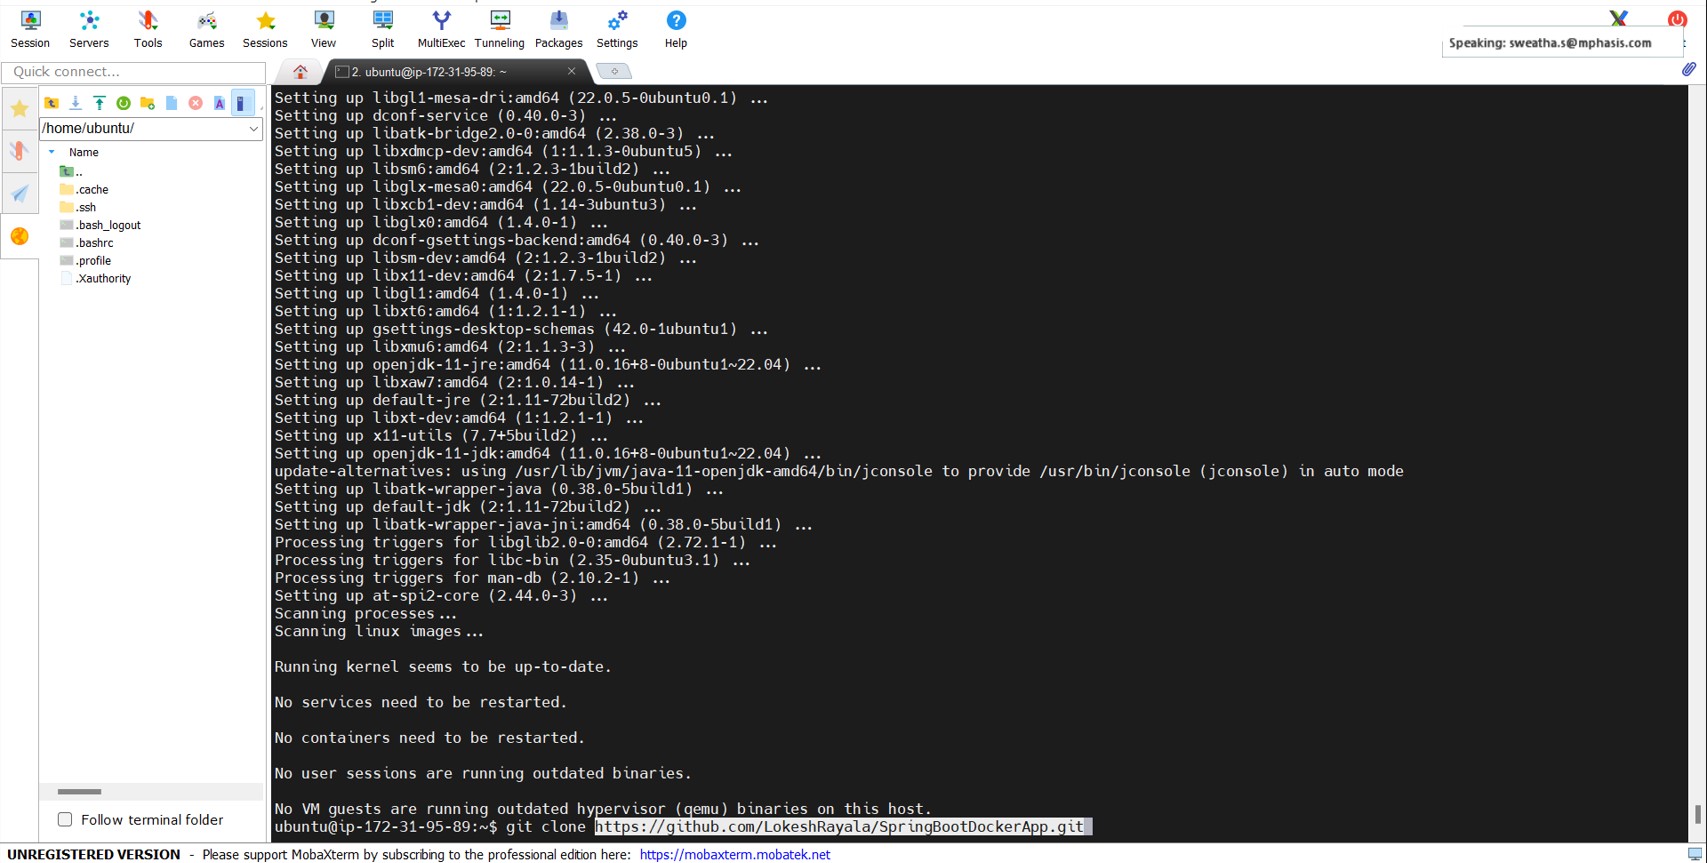 Session
Servers
Tools
Games
Sessions
View
Split
MultiExec
Tunneling
Packages
Settings
Help
Speaking: sweatha.s@mphasis.com
Quick connect...
2. ubuntu@ip-172-31-95-89: ~
/home/ubuntu/
Name
..
.cache
.ssh
.bash_logout
.bashrc
.profile
.Xauthority
Follow terminal folder
Setting up libgl1-mesa-dri:amd64 (22.0.5-0ubuntu0.1) ...
Setting up dconf-service (0.40.0-3) ...
Setting up libatk-bridge2.0-0:amd64 (2.38.0-3) ...
Setting up libxdmcp-dev:amd64 (1:1.1.3-0ubuntu5) ...
Setting up libsm6:amd64 (2:1.2.3-1build2) ...
Setting up libglx-mesa0:amd64 (22.0.5-0ubuntu0.1) ...
Setting up libxcb1-dev:amd64 (1.14-3ubuntu3) ...
Setting up libglx0:amd64 (1.4.0-1) ...
Setting up dconf-gsettings-backend:amd64 (0.40.0-3) ...
Setting up libsm-dev:amd64 (2:1.2.3-1build2) ...
Setting up libx11-dev:amd64 (2:1.7.5-1) ...
Setting up libgl1:amd64 (1.4.0-1) ...
Setting up libxt6:amd64 (1:1.2.1-1) ...
Setting up gsettings-desktop-schemas (42.0-1ubuntu1) ...
Setting up libxmu6:amd64 (2:1.1.3-3) ...
Setting up openjdk-11-jre:amd64 (11.0.16+8-0ubuntu1~22.04) ...
Setting up libxaw7:amd64 (2:1.0.14-1) ...
Setting up default-jre (2:1.11-72build2) ...
Setting up libxt-dev:amd64 (1:1.2.1-1) ...
Setting up x11-utils (7.7+5build2) ...
Setting up openjdk-11-jdk:amd64 (11.0.16+8-0ubuntu1~22.04) ...
update-alternatives: using /usr/lib/jvm/java-11-openjdk-amd64/bin/jconsole to provide /usr/bin/jconsole (jconsole) in auto mode
Setting up libatk-wrapper-java (0.38.0-5build1) ...
Setting up default-jdk (2:1.11-72build2) ...
Setting up libatk-wrapper-java-jni:amd64 (0.38.0-5build1) ...
Processing triggers for libglib2.0-0:amd64 (2.72.1-1) ...
Processing triggers for libc-bin (2.35-0ubuntu3.1) ...
Processing triggers for man-db (2.10.2-1) ...
Setting up at-spi2-core (2.44.0-3) ...
Scanning processes...
Scanning linux images...
Running kernel seems to be up-to-date.
No services need to be restarted.
No containers need to be restarted.
No user sessions are running outdated binaries.
No VM guests are running outdated hypervisor (qemu) binaries on this host.
ubuntu@ip-172-31-95-89:~$ git clone https://github.com/LokeshRayala/SpringBootDockerApp.git
UNREGISTERED VERSION - Please support MobaXterm by subscribing to the professional edition here: https://mobaxterm.mobatek.net